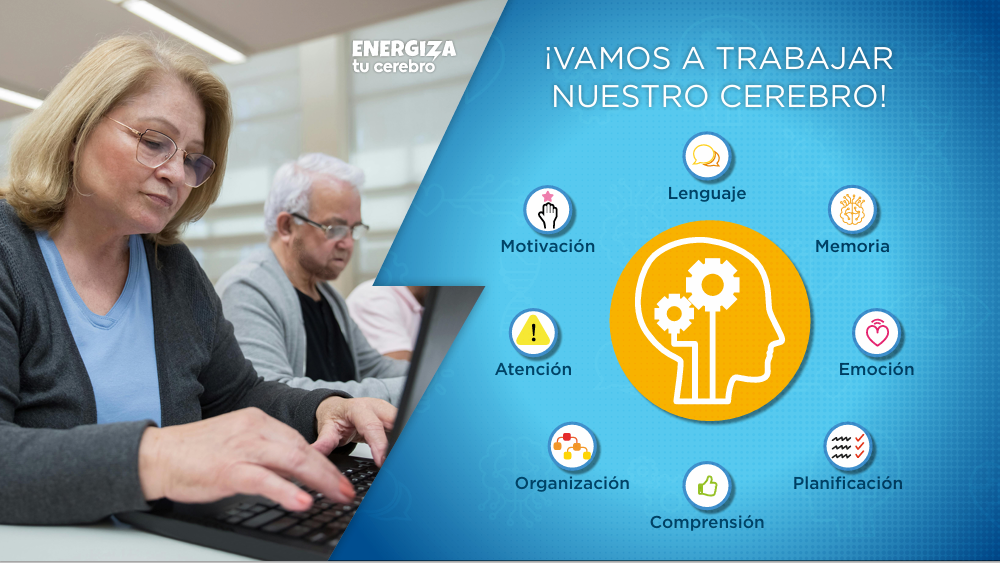 ENERGIZA
tu cerebro
¡VAMOS A TRABAJAR
NUESTRO CEREBRO!
Lenguaje
Motivación
Memoria
Atención
Emoción
Organización
Planificación
Comprensión